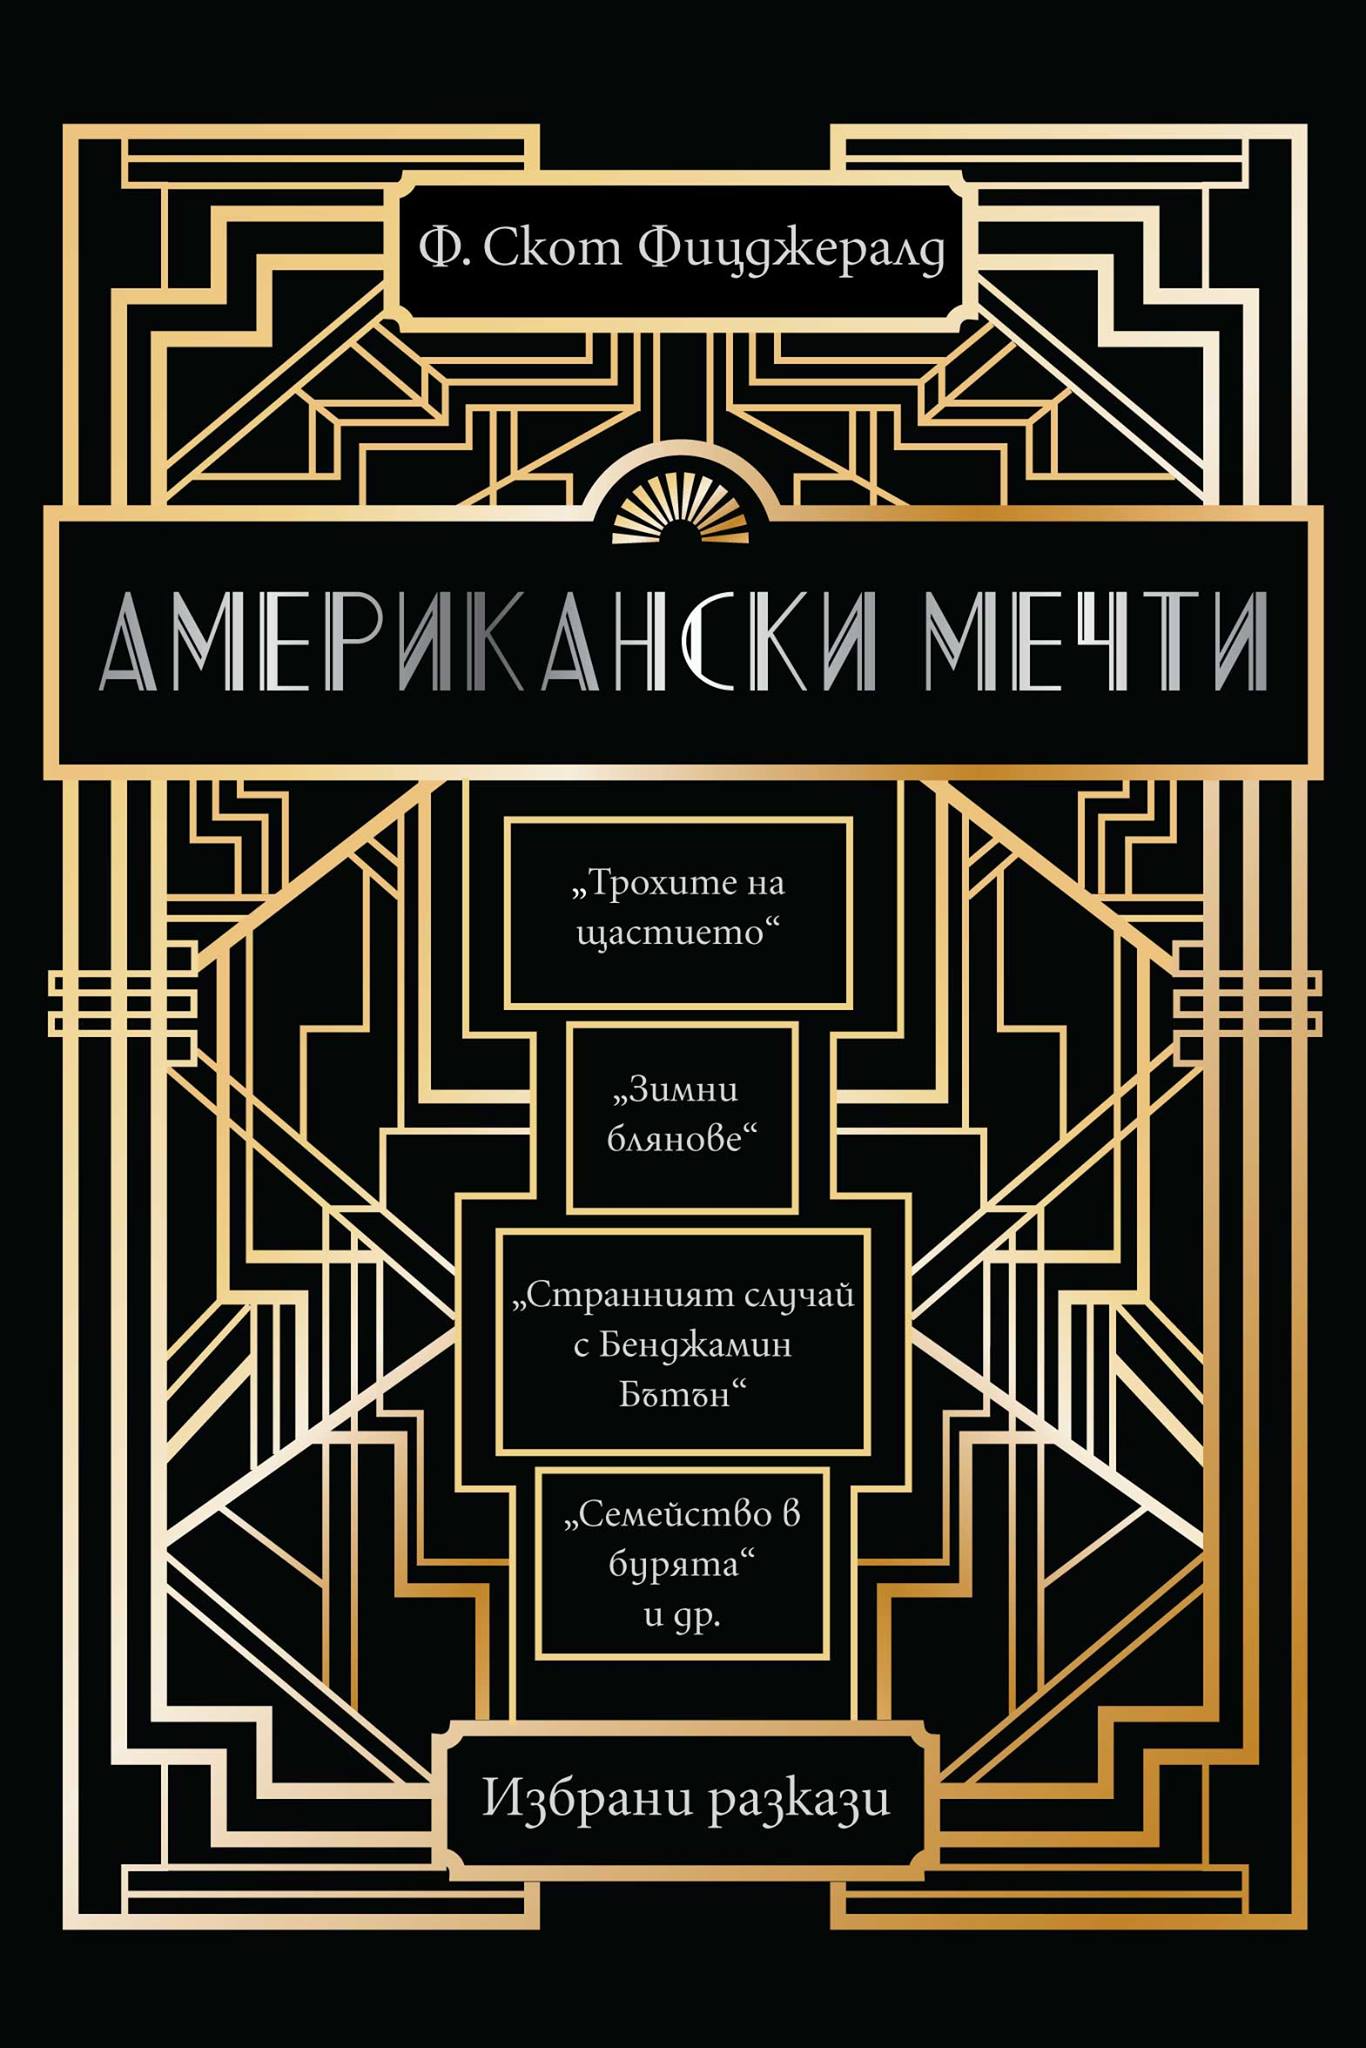 Ф. Скот Фицджералд
АМЕРИКАНСКИ МЕЧТИ
„Трохите на
щастието“
„Зимни
блянове“
„Странният случай
с Бенджамин
Бътън“
„Семейство в
бурята“
и др.
Избрани разкази